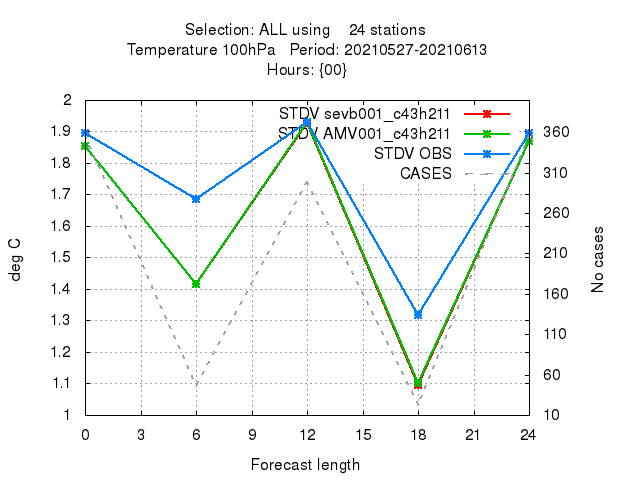 Selection: ALL using    24 stations
Temperature 100hPa   Period: 20210527-20210613
Hours: {00}
STDV sevb001_c43h211
STDV AMV001_c43h211
STDV OBS
CASES
2
1.9
1.8
1.7
1.6
1.5
1.4
1.3
1.2
1.1
1
deg C
360
310
260
210
160
110
60
10
No cases
0 3 6 9 12 15 18 21 24
Forecast length